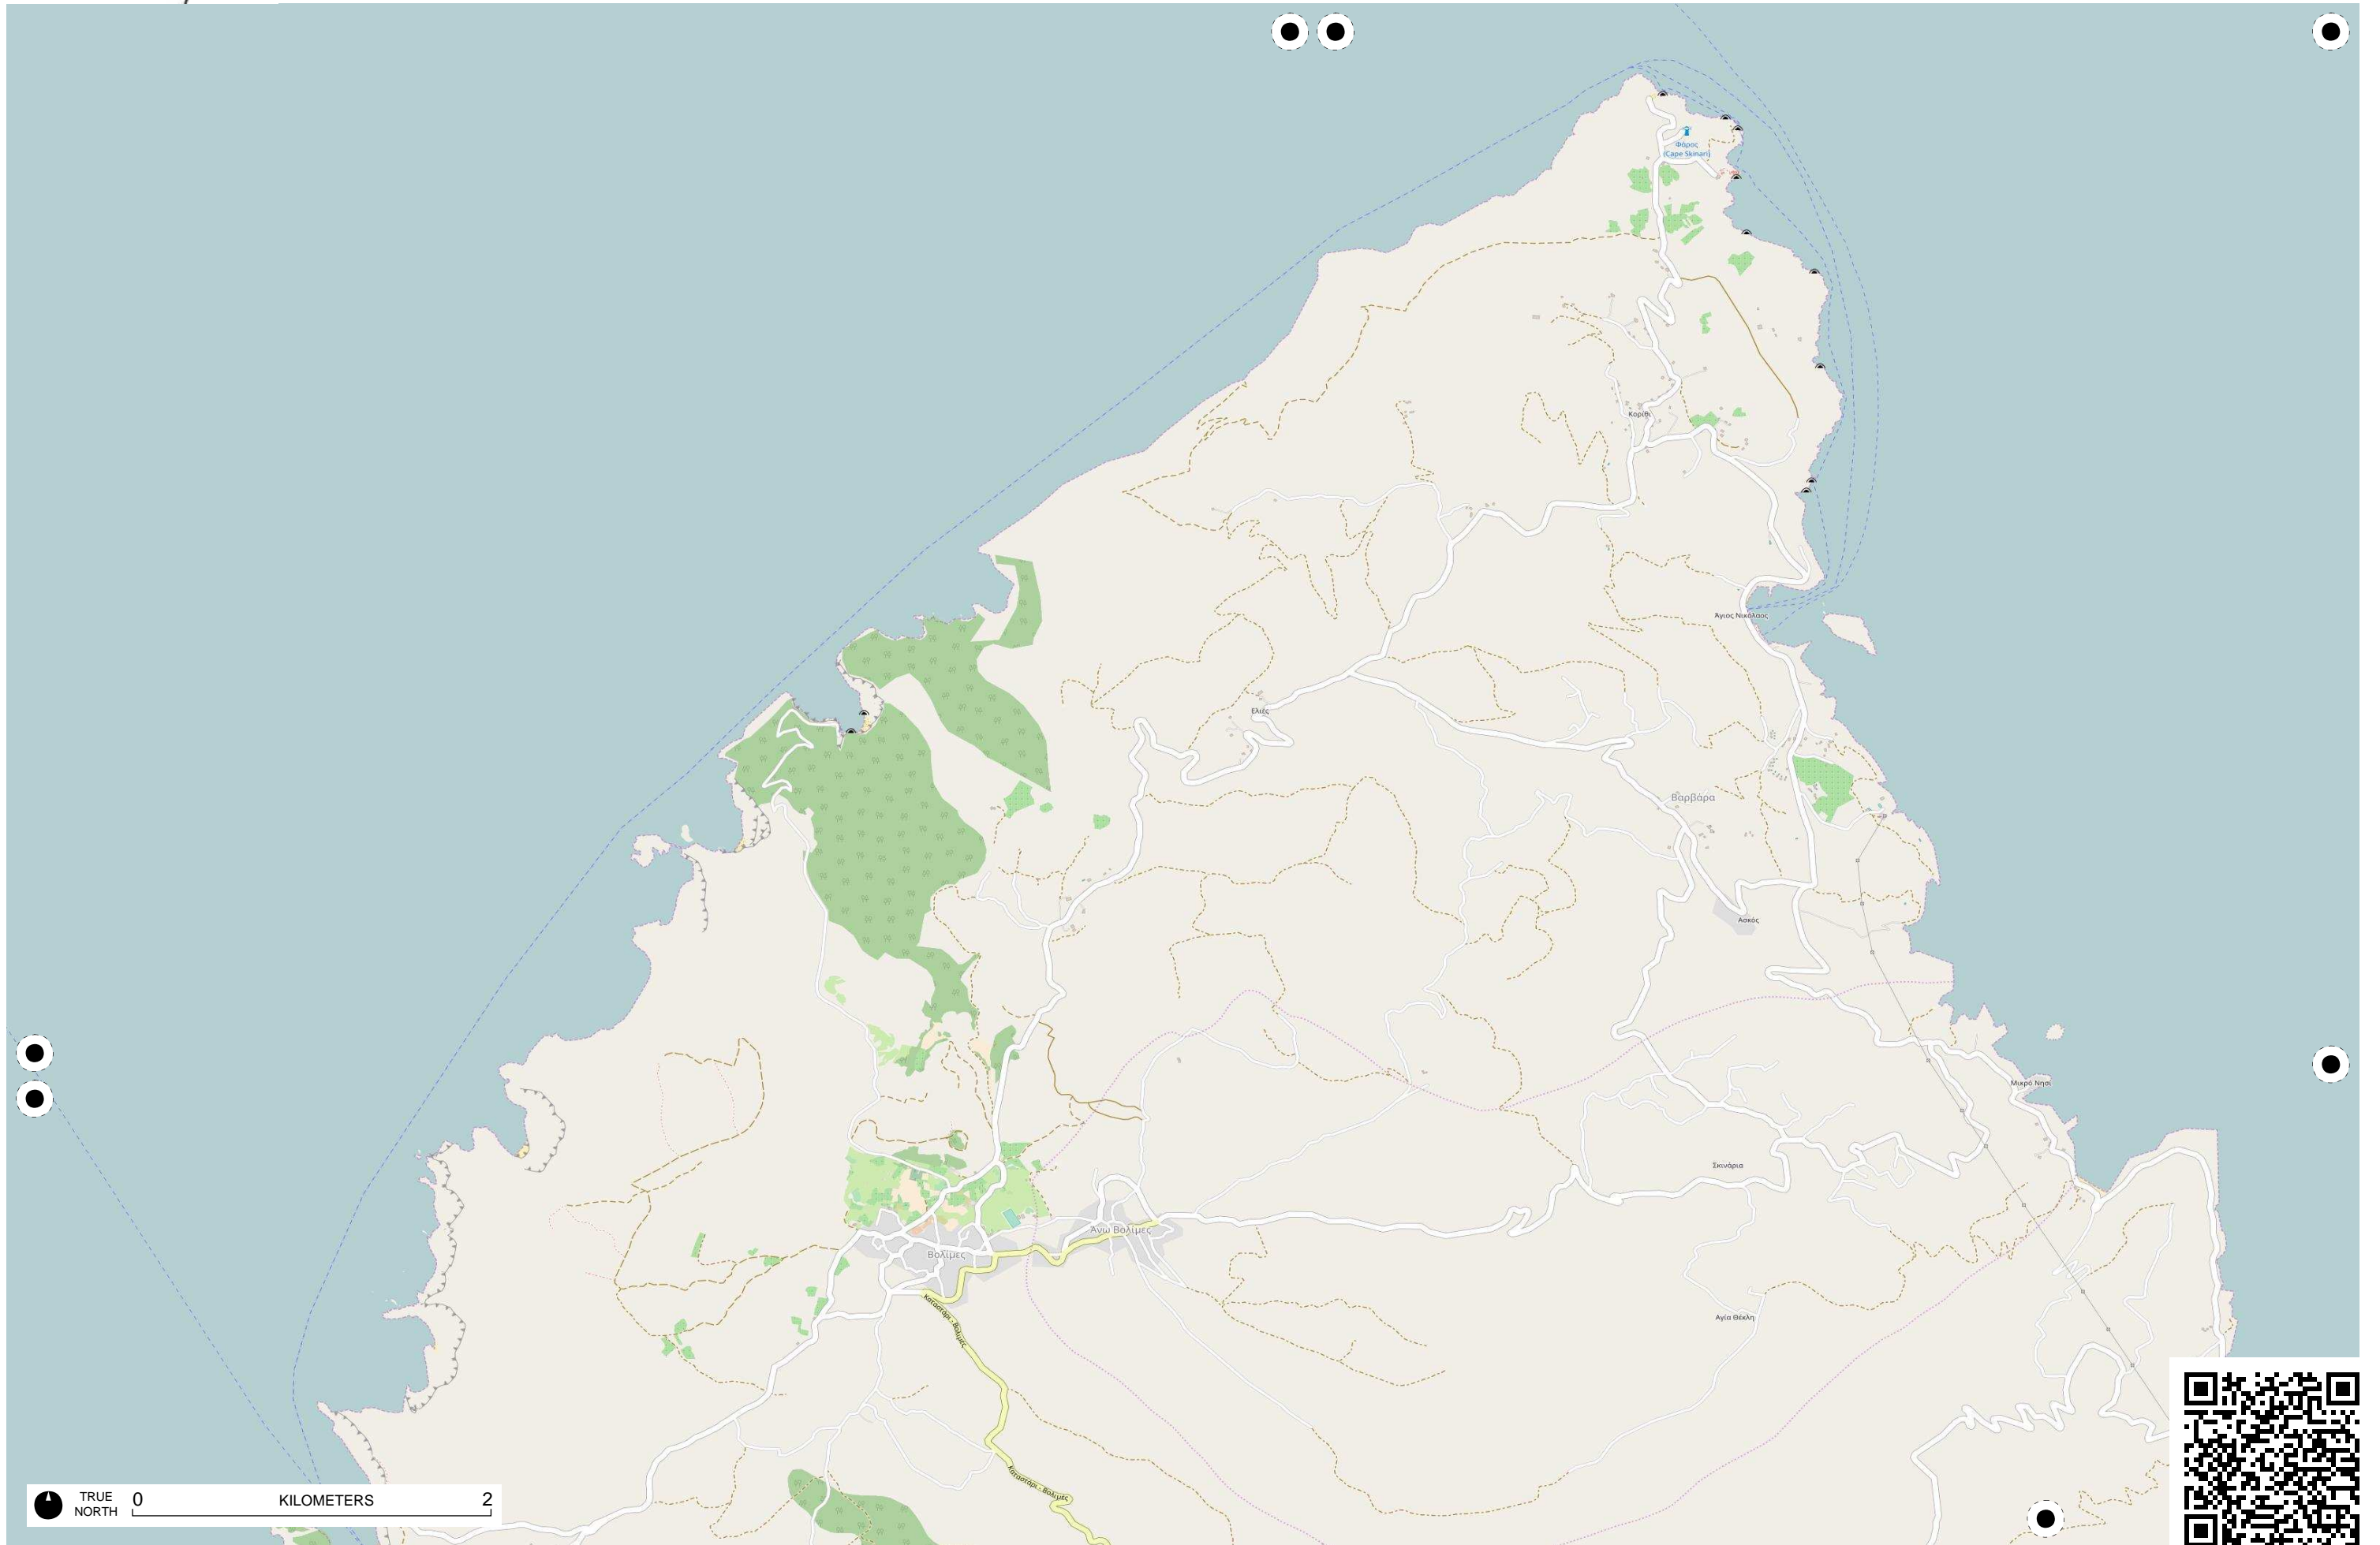 Φάρος
(Cape Skinari)
Κορίθι
Άγιος Νικόλαος
Ελιές
Βαρβάρα
Ασκός
Μικρό Νησί
Σκινάρια
Άνω Βολίμες
Βολίμες
Καταστάρι - Βολίμες
Αγία Θέκλη
Καταστάρι - Βολίμες
TRUE
NORTH
0 KILOMETERS 2